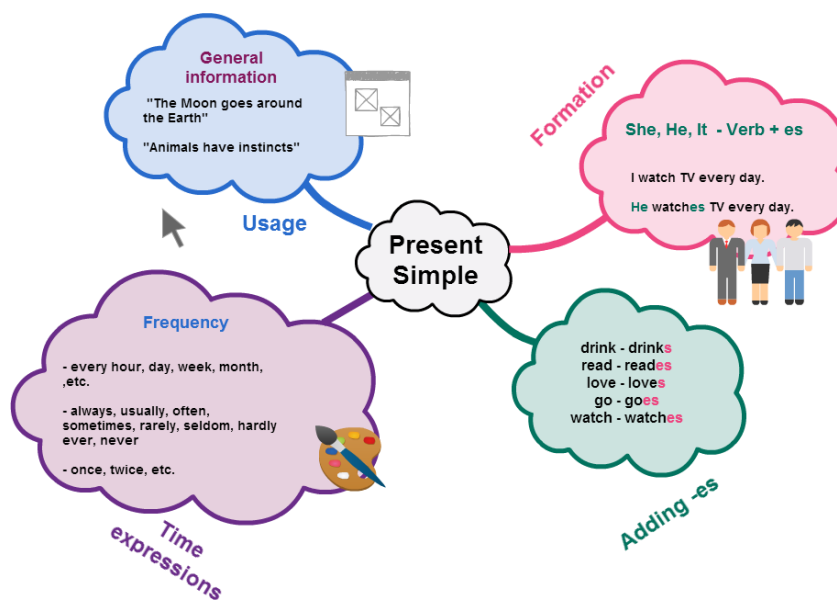 General
information
"The Moon goes around
the Earth"
"Animals have instincts"
Usage
Formation
She, He, It - Verb + es
I watch TV every day.
He watches TV every day.
Present
Simple
Frequency
- every hour, day, week, month,
,etc.
- always, usually, often,
sometimes, rarely, seldom, hardly
ever, never
- once, twice, etc.
Time
expressions
drink - drinks
read - reades
love - loves
go - goes
watch - watches
Adding -es